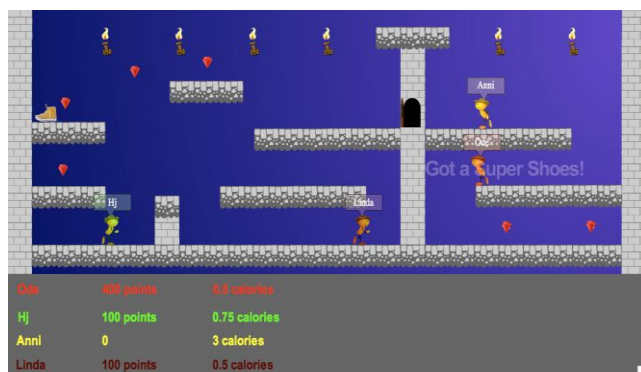 Anni
Odo
Got a Super Shoes!
Hj
Linda
Odo 400 points 0.5 calories
Hj 100 points 0.75 calories
Anni 0 3 calories
Linda 100 points 0.5 calories